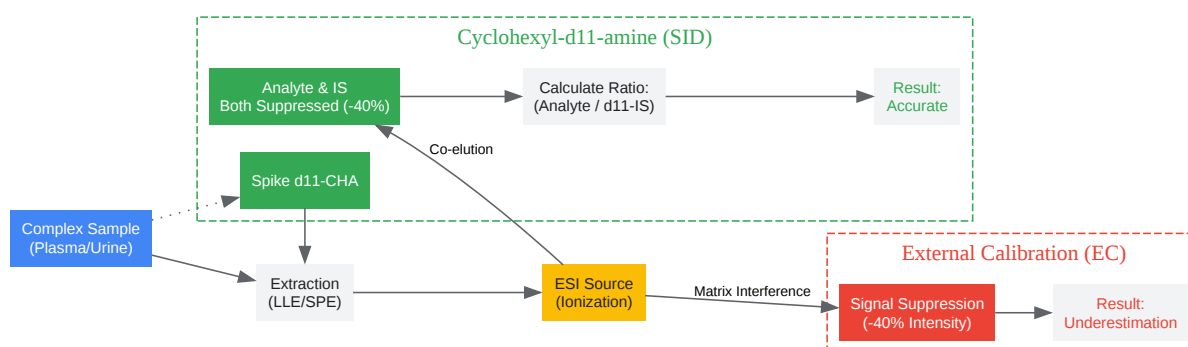 Cyclohexyl-d11-amine (SID)
Analyte & IS
Both Suppressed (-40%)
Calculate Ratio:
(Analyte / d11-IS)
Result:
Accurate
Co-elution
Spike d11-CHA
Complex Sample
(Plasma/Urine)
Extraction
(LLE/SPE)
ESI Source
(Ionization)
Matrix Interference
External Calibration (EC)
Signal Suppression
(-40% Intensity)
Result:
Underestimation